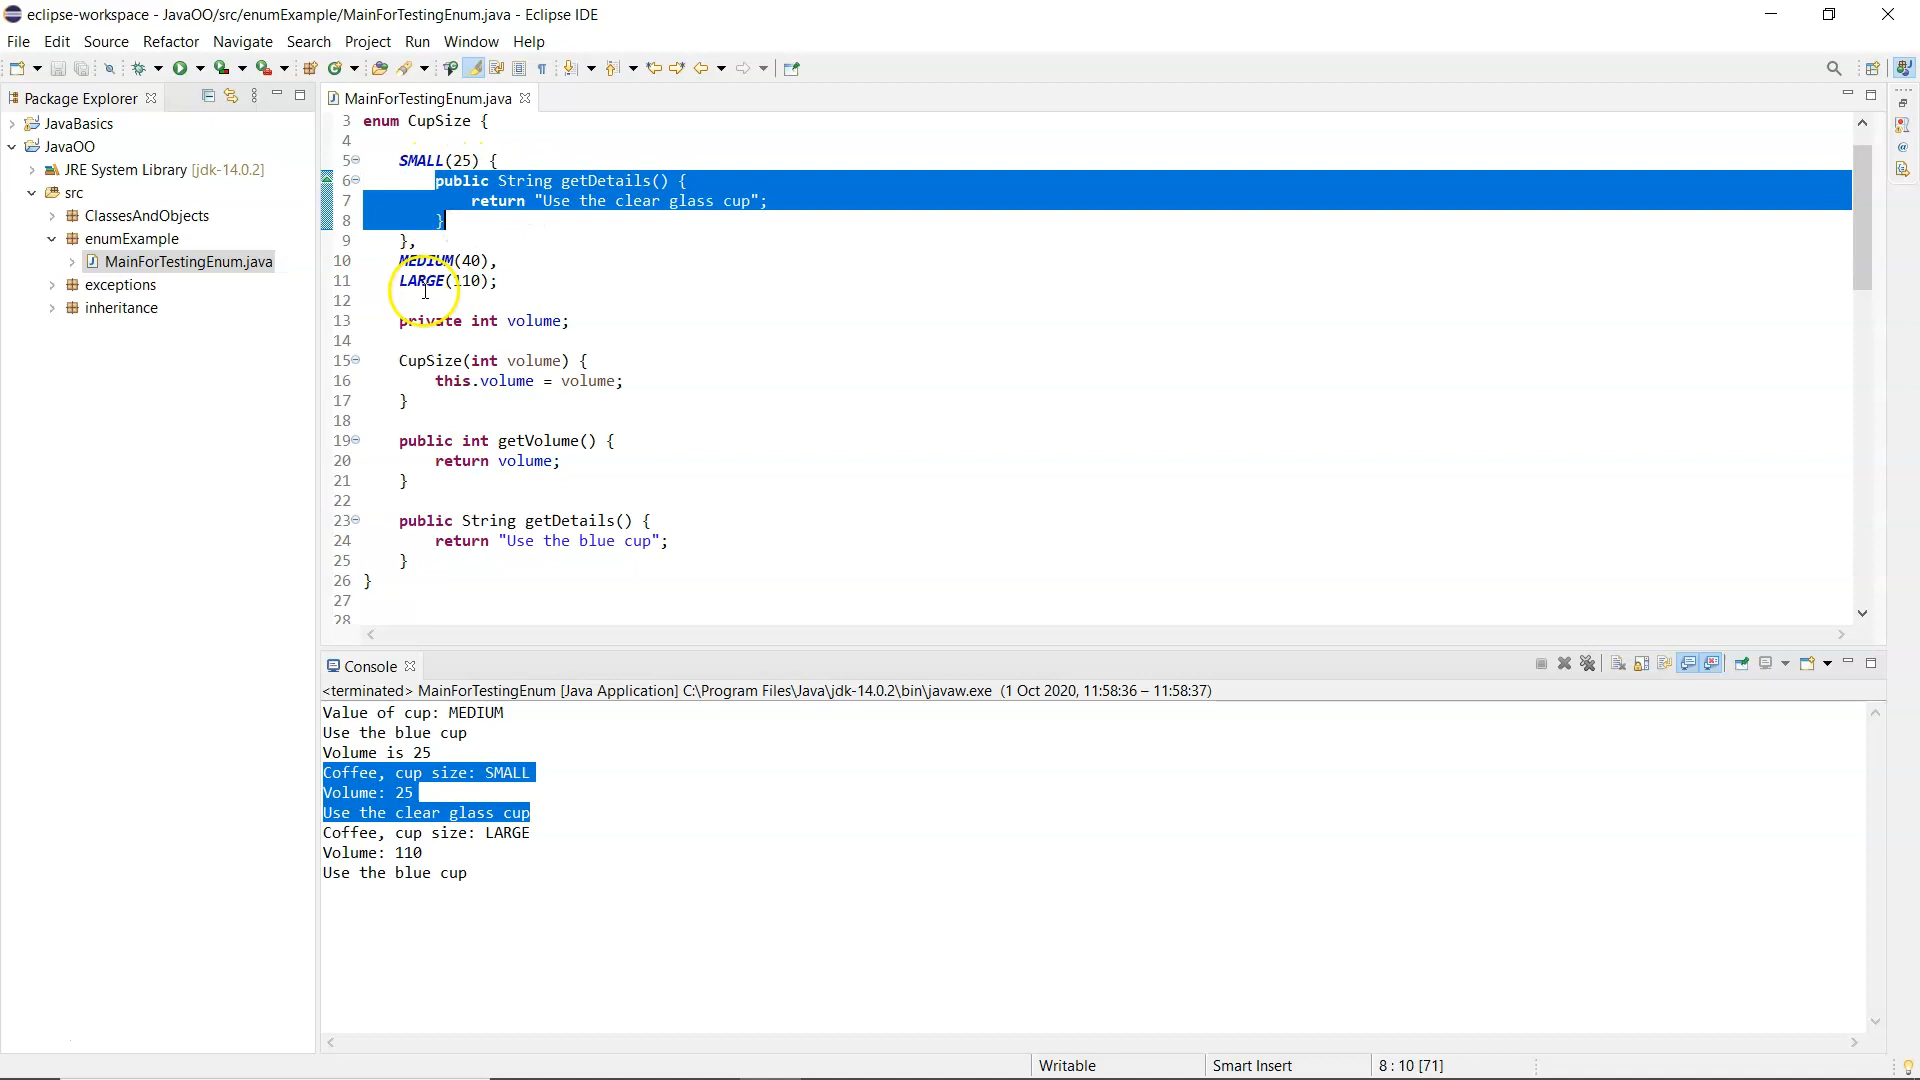 eclipse-workspace - JavaOO/src/enumExample/MainForTestingEnum.java - Eclipse IDE
File Edit Source Refactor Navigate Search Project Run Window Help
Package Explorer
JavaBasics
JavaOO
JRE System Library [jdk-14.0.2]
src
ClassesAndObjects
enumExample
MainForTestingEnum.java
exceptions
inheritance
MainForTestingEnum.java
3 enum CupSize {
4
5 SMALL(25) {
6 public String getDetails() {
7 return "Use the clear glass cup";
8 }
9 },
10 MEDIUM(40),
11 LARGE(110);
12
13 private int volume;
14
15 CupSize(int volume) {
16 this.volume = volume;
17 }
18
19 public int getVolume() {
20 return volume;
21 }
22
23 public String getDetails() {
24 return "Use the blue cup";
25 }
26 }
27
28
Console
<terminated> MainForTestingEnum [Java Application] C:\Program Files\Java\jdk-14.0.2\bin\javaw.exe (1 Oct 2020, 11:58:36 – 11:58:37)
Value of cup: MEDIUM
Use the blue cup
Volume is 25
Coffee, cup size: SMALL
Volume: 25
Use the clear glass cup
Coffee, cup size: LARGE
Volume: 110
Use the blue cup
Writable Smart Insert 8 : 10 [71]